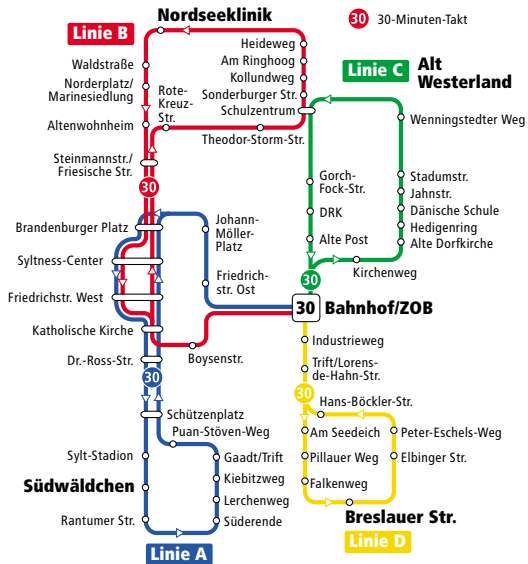 Nordseeklinik
30 30-Minuten-Takt
Linie B
Heideweg
Waldstraße
Am Ringhoog
Kollundweg
Linie C
Alt
Westerland
Norderplatz/
Marinesiedlung
Rote-
Kreuz-
Str.
Sonderburger Str.
Schulzentrum
Altenwohnheim
Theodor-Storm-Str.
Wenningstedter Weg
Steinmannstr./
Friesische Str.
30
Gorch-
Fock-Str.
Stadumstr.
Jahnstr.
Dänische Schule
Hedigenring
Alte Dorfkirche
DRK
Alte Post
Kirchenweg
Brandenburger Platz
Johann-
Möller-
Platz
Syltness-Center
Friedrichstr. West
Friedrich-
str. Ost
30
30 Bahnhof/ZOB
Katholische Kirche
Dr.-Ross-Str.
Boysenstr.
Industrieweg
Trift/Lorens-
de-Hahn-Str.
30
30
Hans-Böckler-Str.
Schützenplatz
Puan-Stöven-Weg
Am Seedeich
Peter-Eschels-Weg
Sylt-Stadion
Gaadt/Trift
Pillauer Weg
Elbinger Str.
Südwäldchen
Kiebitzweg
Falkenweg
Lerchenweg
Rantumer Str.
Süderende
Breslauer Str.
Linie A
Linie D